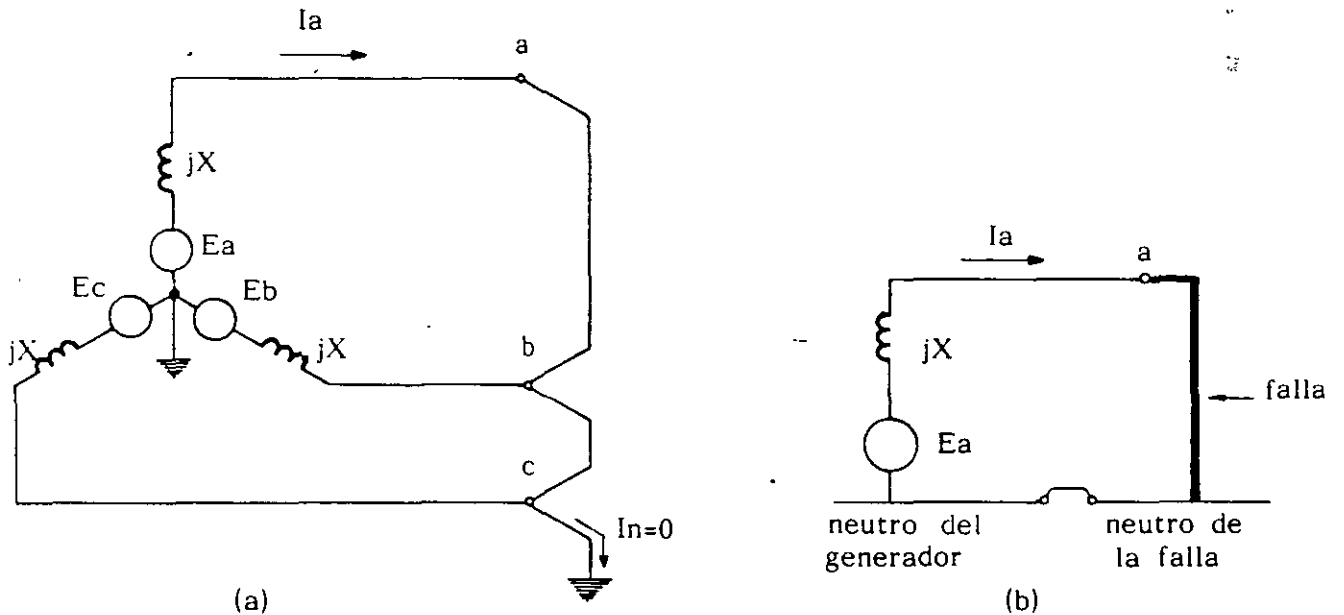 Ia
a
jX
Ea
Ec
Eb
jX
jX
b
c
In=0
(a)
Ia
a
jX
falla
Ea
neutro del
generador
neutro de
la falla
(b)